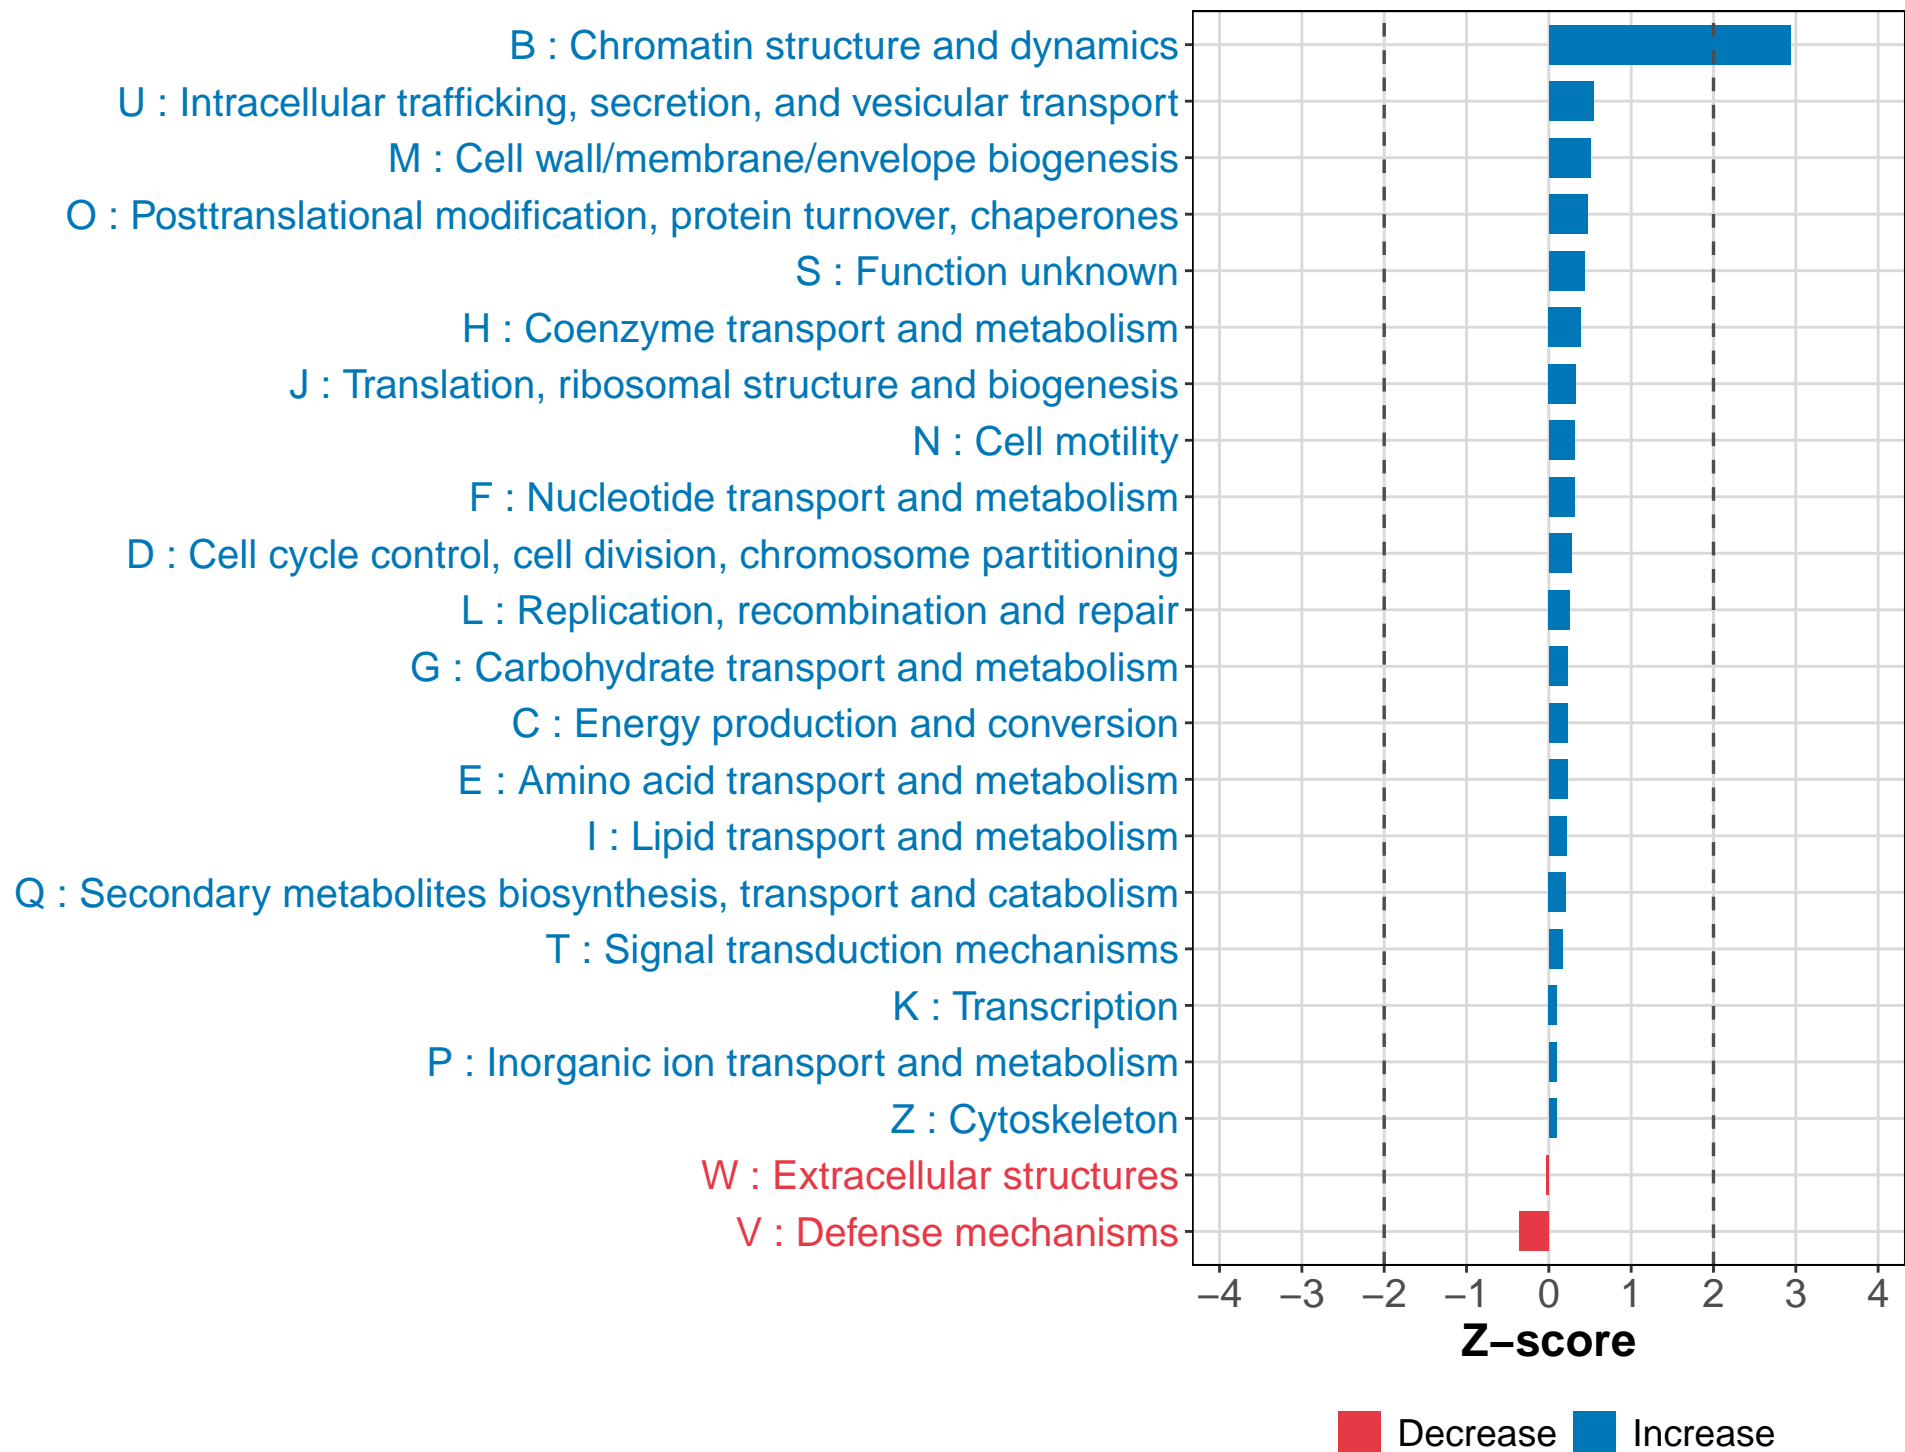 B : Chromatin structure and dynamics
U : Intracellular trafficking, secretion, and vesicular transport
M : Cell wall/membrane/envelope biogenesis
O : Posttranslational modification, protein turnover, chaperones
S : Function unknown
H : Coenzyme transport and metabolism
J : Translation, ribosomal structure and biogenesis
N : Cell motility
F : Nucleotide transport and metabolism
D : Cell cycle control, cell division, chromosome partitioning
L : Replication, recombination and repair
G : Carbohydrate transport and metabolism
C : Energy production and conversion
E : Amino acid transport and metabolism
I : Lipid transport and metabolism
Q : Secondary metabolites biosynthesis, transport and catabolism
T : Signal transduction mechanisms
K : Transcription
P : Inorganic ion transport and metabolism
Z : Cytoskeleton
W : Extracellular structures
V : Defense mechanisms
−4 −3 −2 −1 0 1 2 3 4
Z−score
Decrease Increase